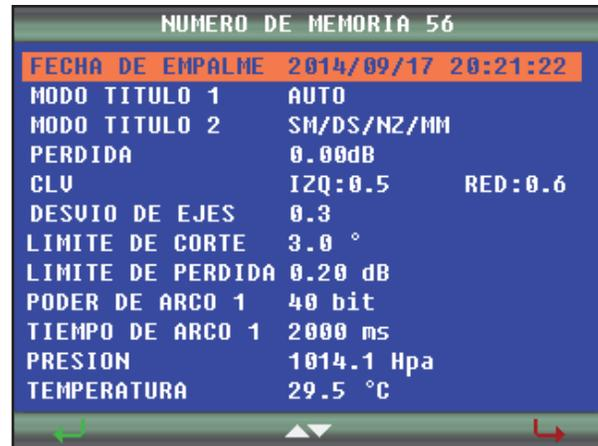 NUMERO DE MEMORIA 56
FECHA DE EMPALME 2014/09/17 20:21:22
MODO TITULO 1 AUTO
MODO TITULO 2 SM/DS/NZ/MM
PERDIDA 0.00dB
CLV IZQ:0.5 RED:0.6
DESVIO DE EJES 0.3
LIMITE DE CORTE 3.0 °
LIMITE DE PERDIDA 0.20 dB
PODER DE ARCO 1 40 bit
TIEMPO DE ARCO 1 2000 ms
PRESION 1014.1 Hpa
TEMPERATURA 29.5 °C